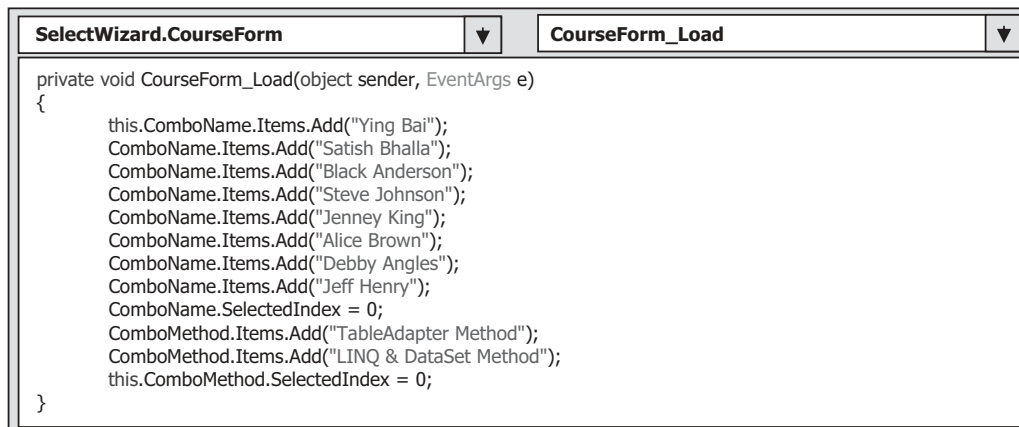 SelectWizard.CourseForm CourseForm_Load
private void CourseForm_Load(object sender, EventArgs e)
{
this.ComboName.Items.Add("Ying Bai");
ComboName.Items.Add("Satish Bhalla");
ComboName.Items.Add("Black Anderson");
ComboName.Items.Add("Steve Johnson");
ComboName.Items.Add("Jenney King");
ComboName.Items.Add("Alice Brown");
ComboName.Items.Add("Debby Angles");
ComboName.Items.Add("Jeff Henry");
ComboName.SelectedIndex = 0;
ComboMethod.Items.Add("TableAdapter Method");
ComboMethod.Items.Add("LINQ & DataSet Method");
this.ComboMethod.SelectedIndex = 0;
}